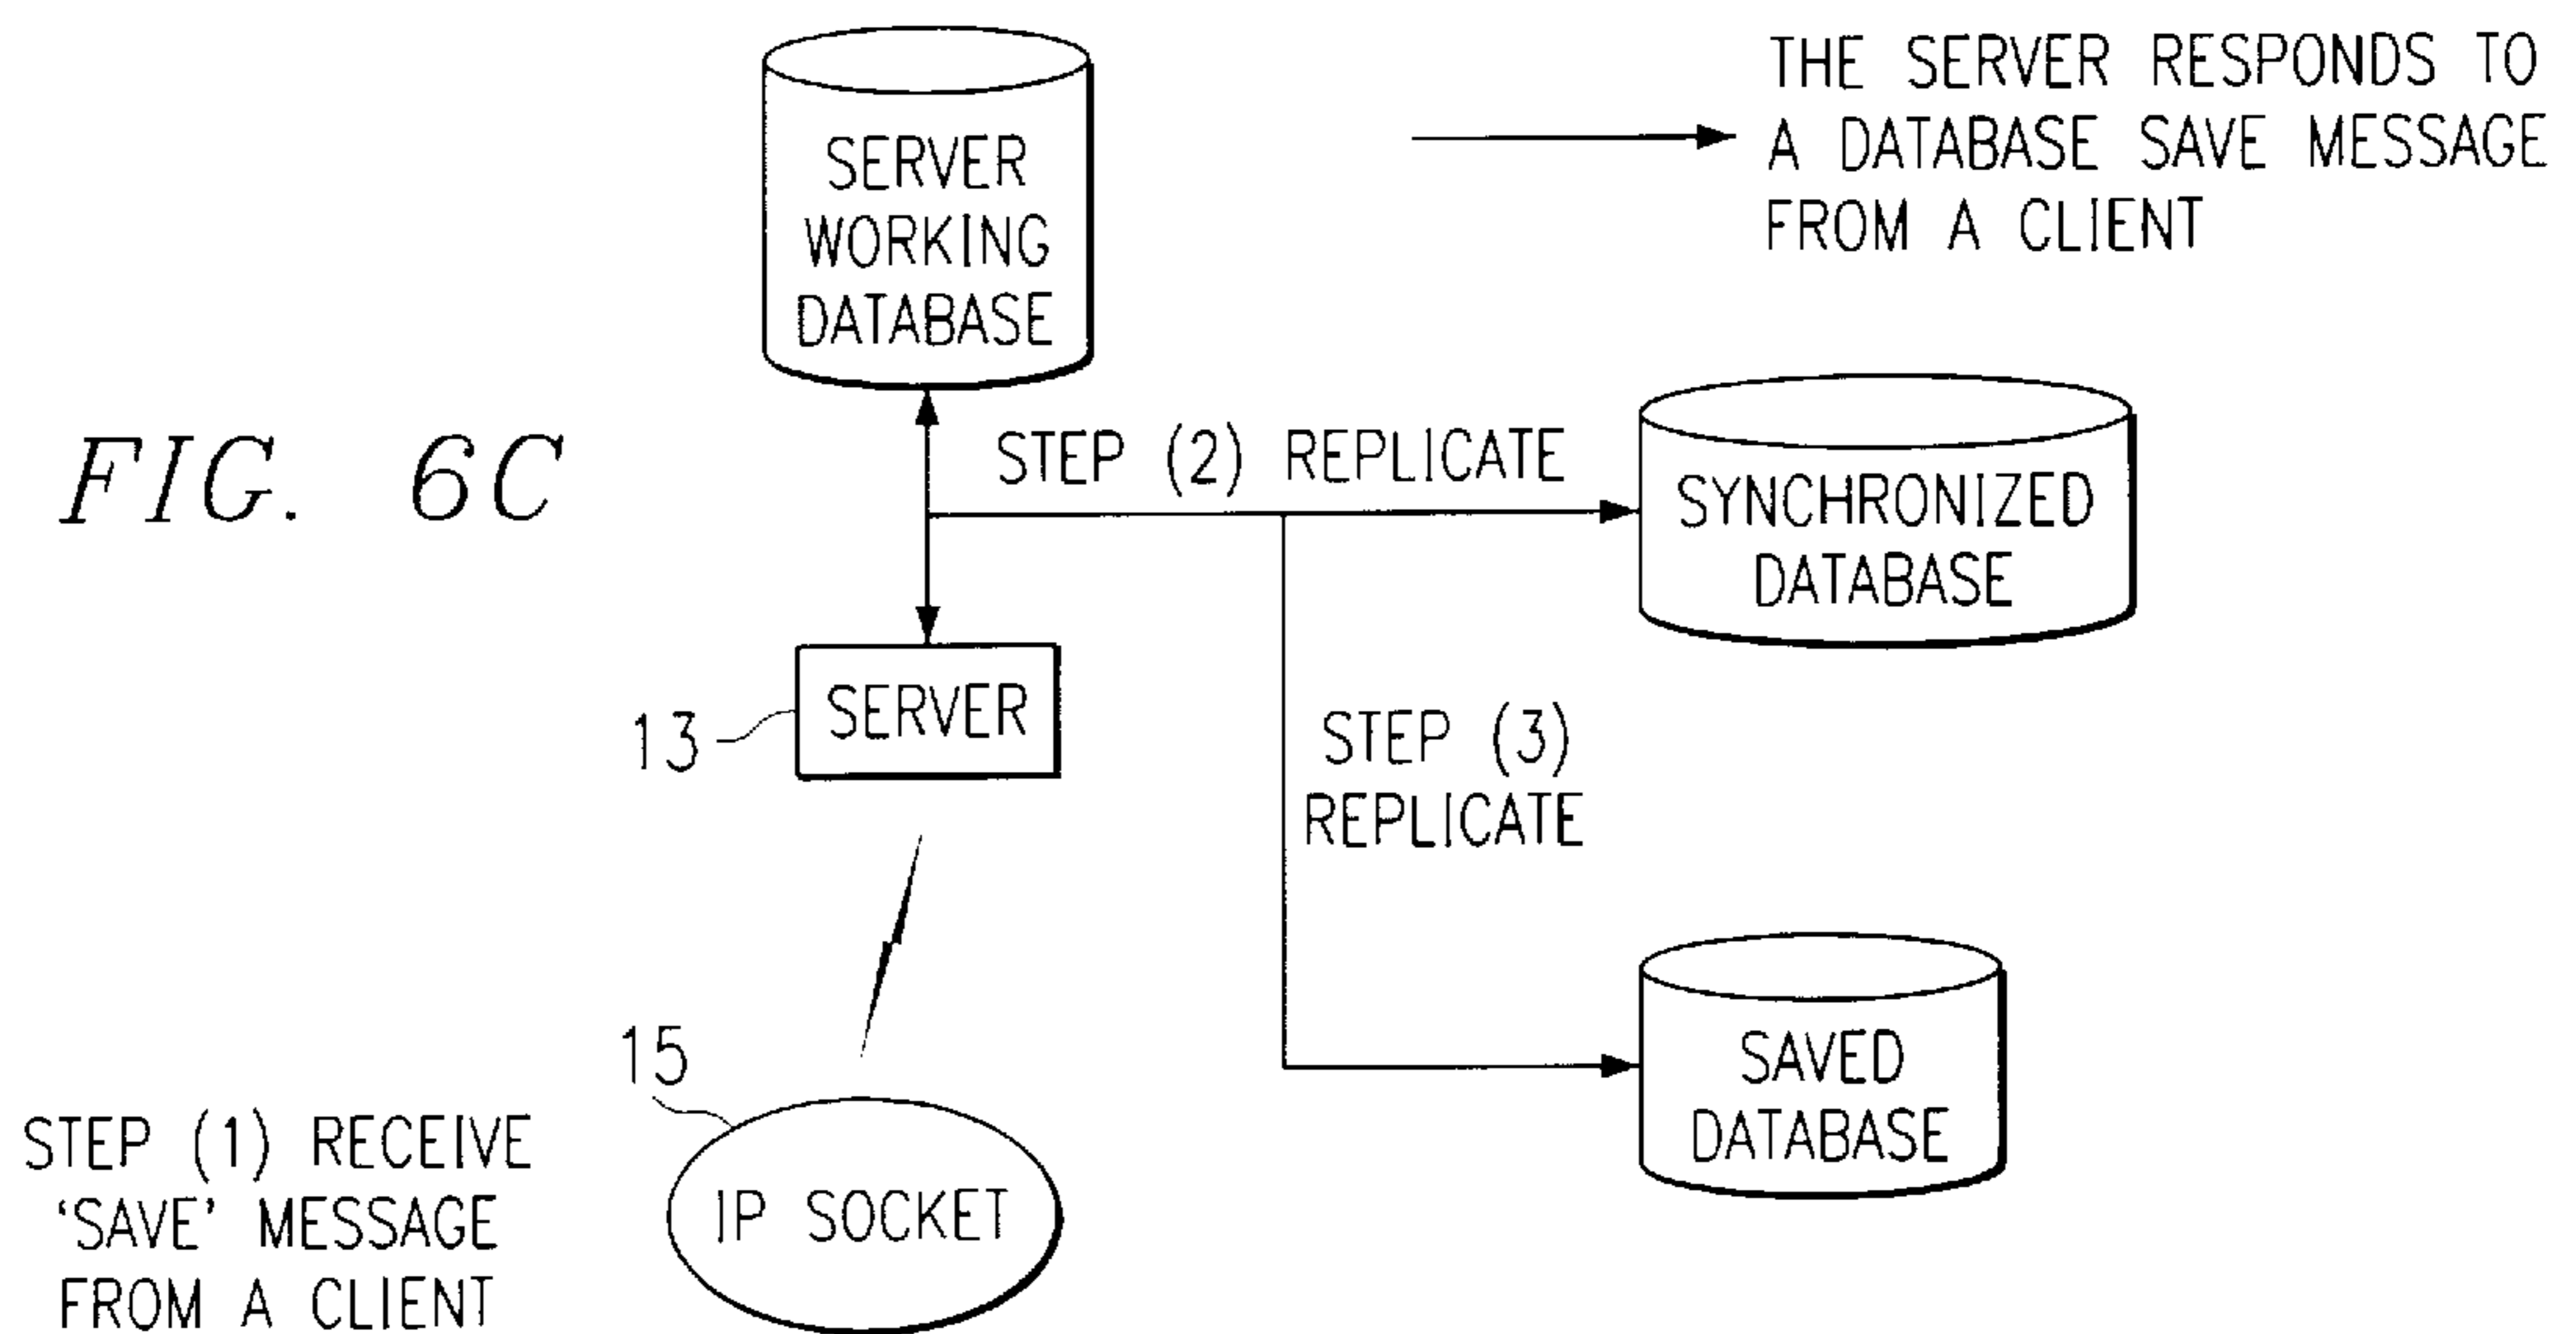 SERVER
WORKING
DATABASE
THE SERVER RESPONDS TO
A DATABASE SAVE MESSAGE
FROM A CLIENT
FIG. 6C
STEP (2) REPLICATE
SYNCHRONIZED
DATABASE
13
SERVER
STEP (3)
REPLICATE
15
IP SOCKET
STEP (1) RECEIVE
‘SAVE’ MESSAGE
FROM A CLIENT
SAVED
DATABASE